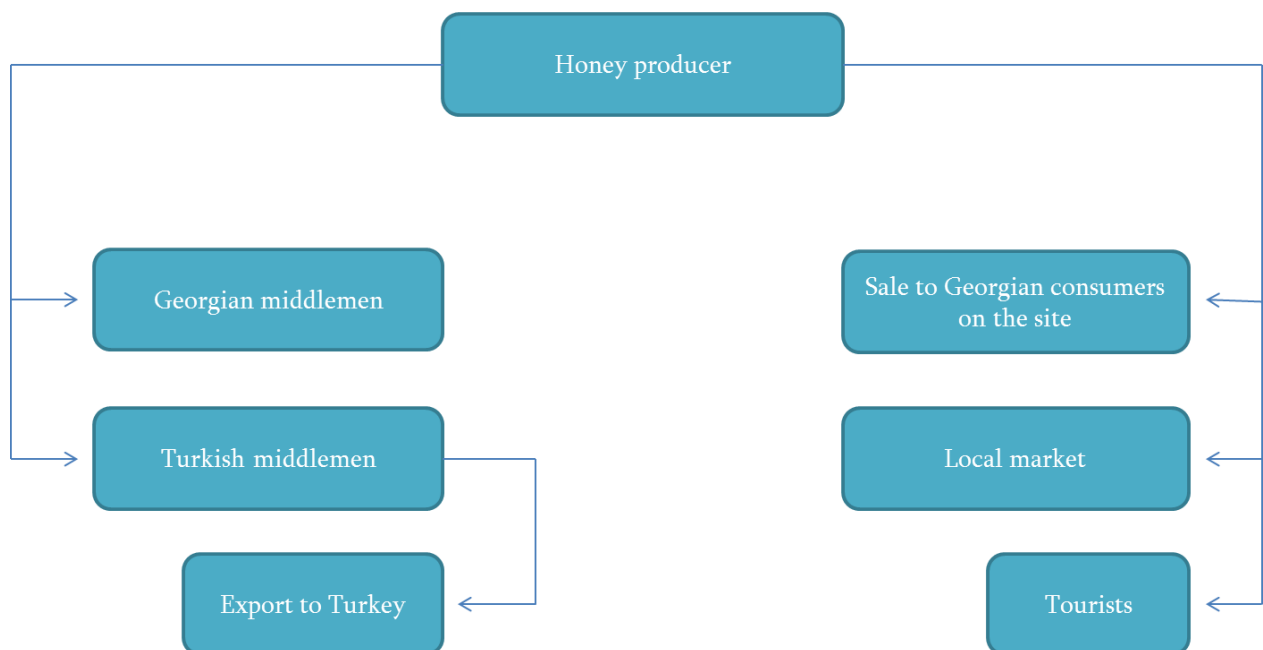 Honey producer
Georgian middlemen
Sale to Georgian consumers
on the site
Turkish middlemen
Local market
Export to Turkey
Tourists